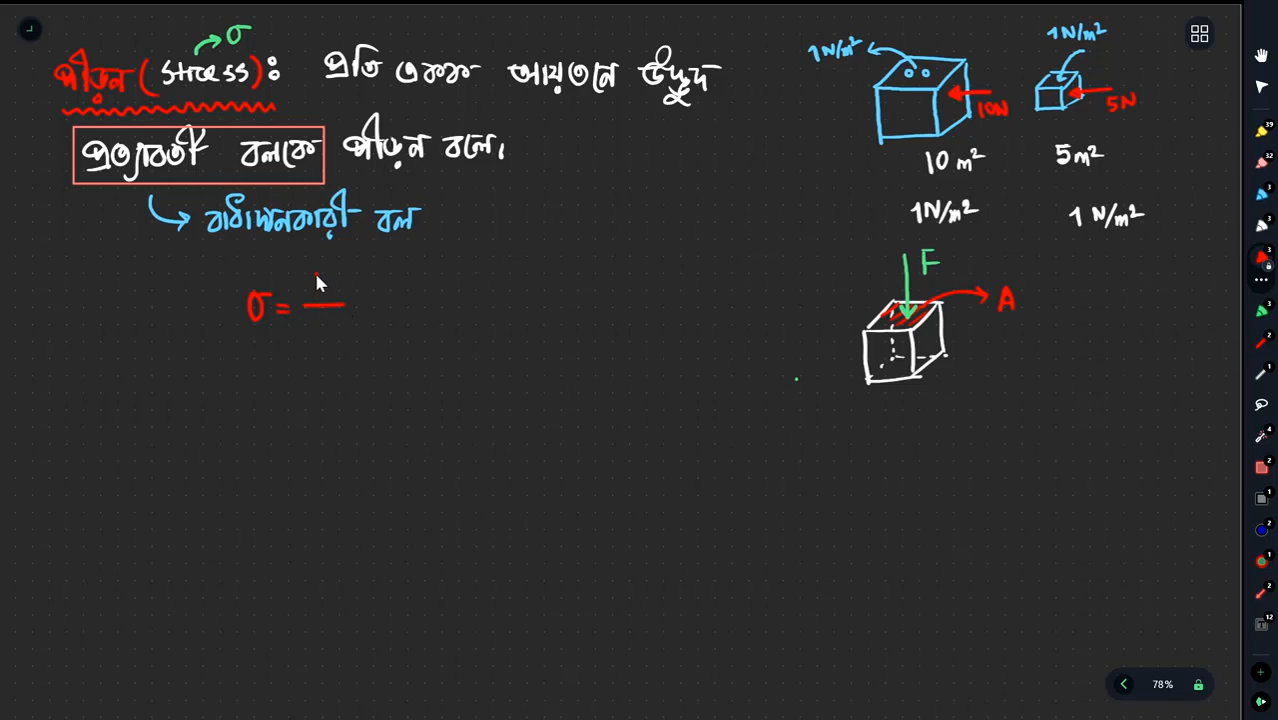 σ
পীড়ন (stress): প্রতি একক আয়তনে উদ্ভুদ
প্রত্যাবর্তী বলকে পীড়ন বলে।
বাধাদানকারী বল
σ =
1N/m² 1N/m²
10N 5N
10 m² 5m²
1N/m² 1 N/m²
F
A
78%